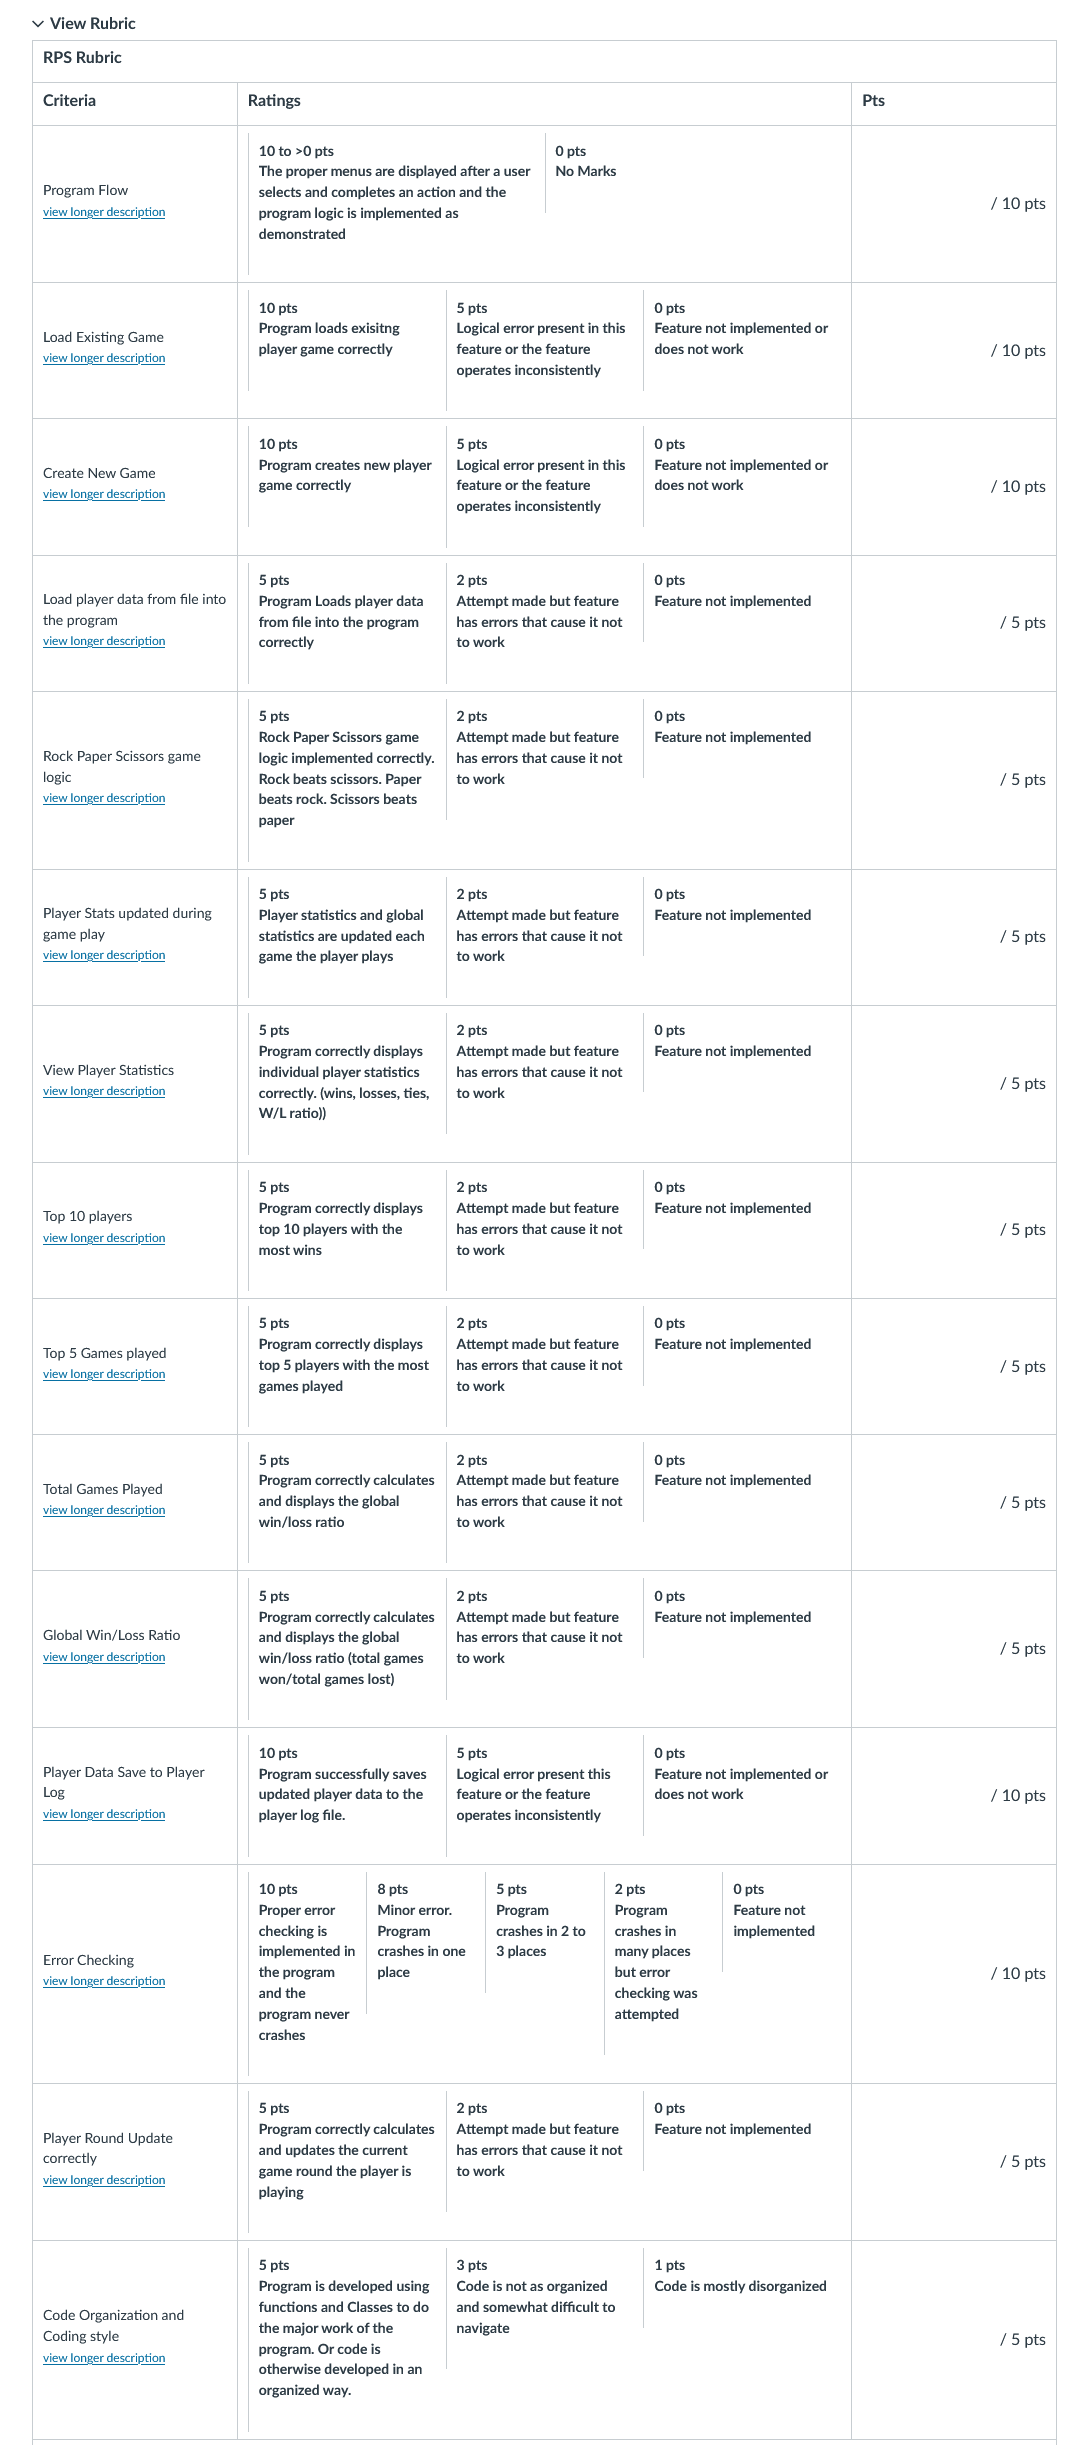 View Rubric
RPS Rubric
Criteria
Ratings
Pts
Program Flow
view longer description
10 to >0 pts
The proper menus are displayed after a user
selects and completes an action and the
program logic is implemented as
demonstrated
0 pts
No Marks
/ 10 pts
Load Existing Game
view longer description
10 pts
Program loads exisitng
player game correctly
5 pts
Logical error present in this
feature or the feature
operates inconsistently
0 pts
Feature not implemented or
does not work
/ 10 pts
Create New Game
view longer description
10 pts
Program creates new player
game correctly
5 pts
Logical error present in this
feature or the feature
operates inconsistently
0 pts
Feature not implemented or
does not work
/ 10 pts
Load player data from file into
the program
view longer description
5 pts
Program Loads player data
from file into the program
correctly
2 pts
Attempt made but feature
has errors that cause it not
to work
0 pts
Feature not implemented
/ 5 pts
Rock Paper Scissors game
logic
view longer description
5 pts
Rock Paper Scissors game
logic implemented correctly.
Rock beats scissors. Paper
beats rock. Scissors beats
paper
2 pts
Attempt made but feature
has errors that cause it not
to work
0 pts
Feature not implemented
/ 5 pts
Player Stats updated during
game play
view longer description
5 pts
Player statistics and global
statistics are updated each
game the player plays
2 pts
Attempt made but feature
has errors that cause it not
to work
0 pts
Feature not implemented
/ 5 pts
View Player Statistics
view longer description
5 pts
Program correctly displays
individual player statistics
correctly. (wins, losses, ties,
W/L ratio))
2 pts
Attempt made but feature
has errors that cause it not
to work
0 pts
Feature not implemented
/ 5 pts
Top 10 players
view longer description
5 pts
Program correctly displays
top 10 players with the
most wins
2 pts
Attempt made but feature
has errors that cause it not
to work
0 pts
Feature not implemented
/ 5 pts
Top 5 Games played
view longer description
5 pts
Program correctly displays
top 5 players with the most
games played
2 pts
Attempt made but feature
has errors that cause it not
to work
0 pts
Feature not implemented
/ 5 pts
Total Games Played
view longer description
5 pts
Program correctly calculates
and displays the global
win/loss ratio
2 pts
Attempt made but feature
has errors that cause it not
to work
0 pts
Feature not implemented
/ 5 pts
Global Win/Loss Ratio
view longer description
5 pts
Program correctly calculates
and displays the global
win/loss ratio (total games
won/total games lost)
2 pts
Attempt made but feature
has errors that cause it not
to work
0 pts
Feature not implemented
/ 5 pts
Player Data Save to Player
Log
view longer description
10 pts
Program successfully saves
updated player data to the
player log file.
5 pts
Logical error present this
feature or the feature
operates inconsistently
0 pts
Feature not implemented or
does not work
/ 10 pts
Error Checking
view longer description
10 pts
Proper error
checking is
implemented in
the program
and the
program never
crashes
8 pts
Minor error.
Program
crashes in one
place
5 pts
Program
crashes in 2 to
3 places
2 pts
Program
crashes in
many places
but error
checking was
attempted
0 pts
Feature not
implemented
/ 10 pts
Player Round Update
correctly
view longer description
5 pts
Program correctly calculates
and updates the current
game round the player is
playing
2 pts
Attempt made but feature
has errors that cause it not
to work
0 pts
Feature not implemented
/ 5 pts
Code Organization and
Coding style
view longer description
5 pts
Program is developed using
functions and Classes to do
the major work of the
program. Or code is
otherwise developed in an
organized way.
3 pts
Code is not as organized
and somewhat difficult to
navigate
1 pts
Code is mostly disorganized
/ 5 pts